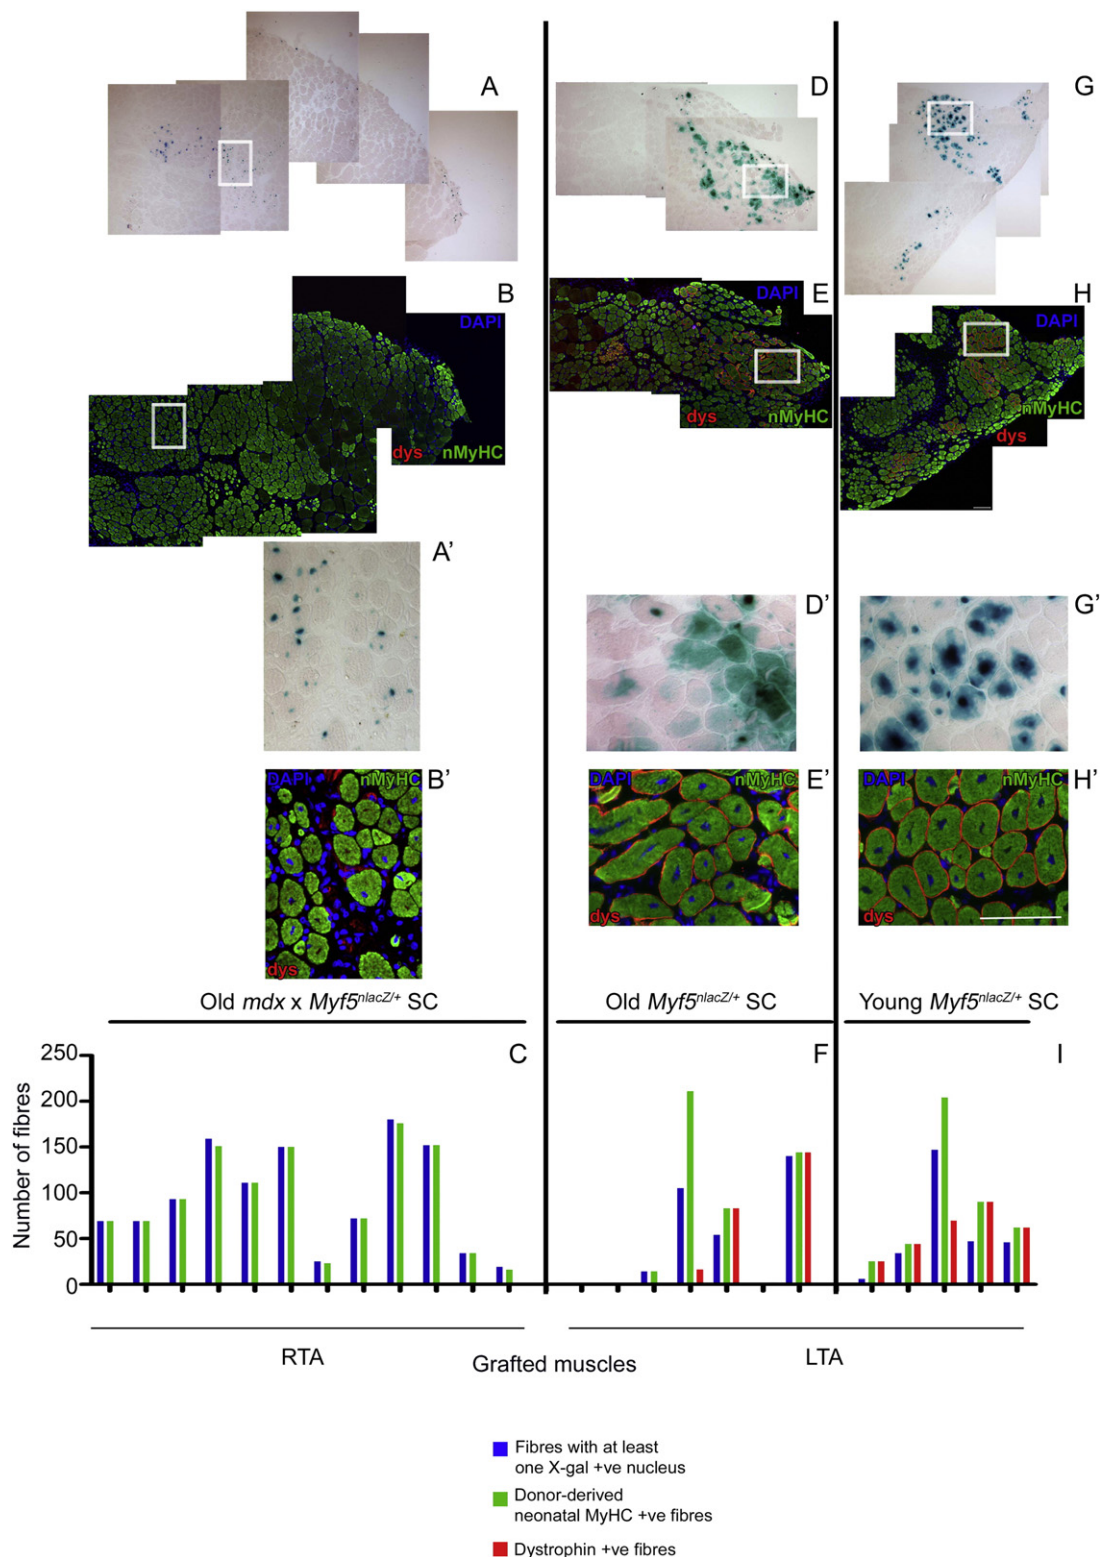 A
D
G
B
DAPI
dys
nMyHC
DAPI
E
dys
nMyHC
H
DAPI
nMyHC
dys
A'
D'
G'
DAPI
nMyHC
B'
dys
DAPI
nMyHC
E'
dys
DAPI
nMyHC
H'
dys
Old mdx x Myf5nlacZ/+ SC
Old Myf5nlacZ/+ SC
Young Myf5nlacZ/+ SC
C
F
I
Number of fibres
250
200
150
100
50
0
RTA
Grafted muscles
LTA
Fibres with at least
one X-gal +ve nucleus
Donor-derived
neonatal MyHC +ve fibres
Dystrophin +ve fibres